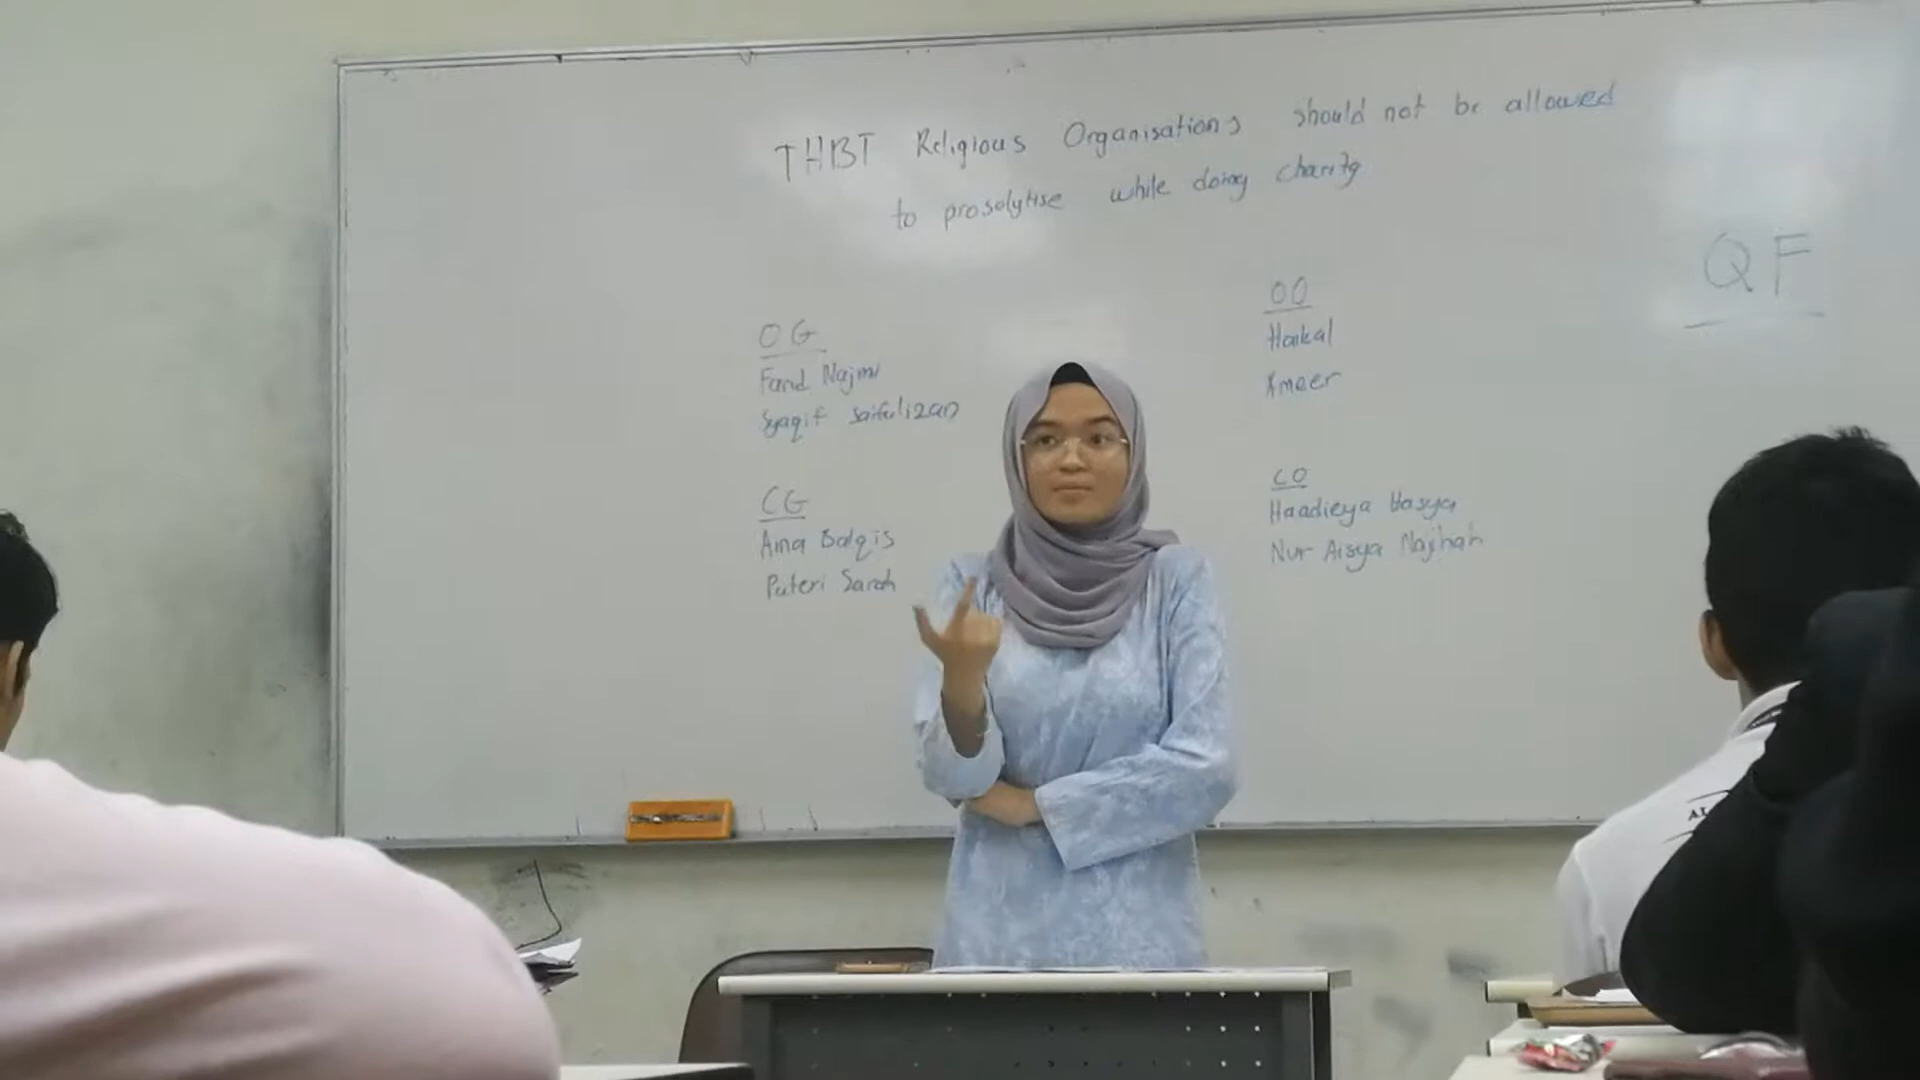 THBT Religious Organisations should not be allowed
to prosolytise while doing charity
QF
OG
Farid Najmi
Syaqif Saifulizan
OO
Haikal
Ameer
CG
Aina Balqis
Puteri Sarah
CO
Haadieya Hasya
Nur Aisya Najihah
AL